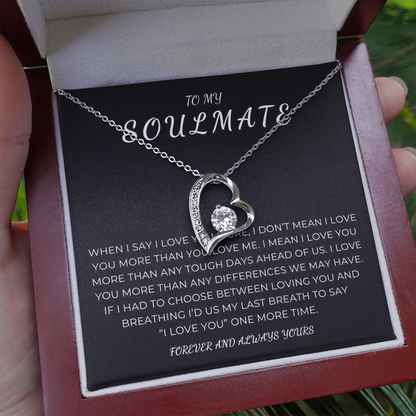 TO MY
SOULMATE
WHEN I SAY I LOVE YOU MORE, I DON'T MEAN I LOVE
YOU MORE THAN YOU LOVE ME. I MEAN I LOVE YOU
MORE THAN ANY TOUGH DAYS AHEAD OF US. I LOVE
YOU MORE THAN ANY DIFFERENCES WE MAY HAVE.
IF I HAD TO CHOOSE BETWEEN LOVING YOU AND
BREATHING I'D US MY LAST BREATH TO SAY
"I LOVE YOU" ONE MORE TIME.
FOREVER AND ALWAYS YOURS